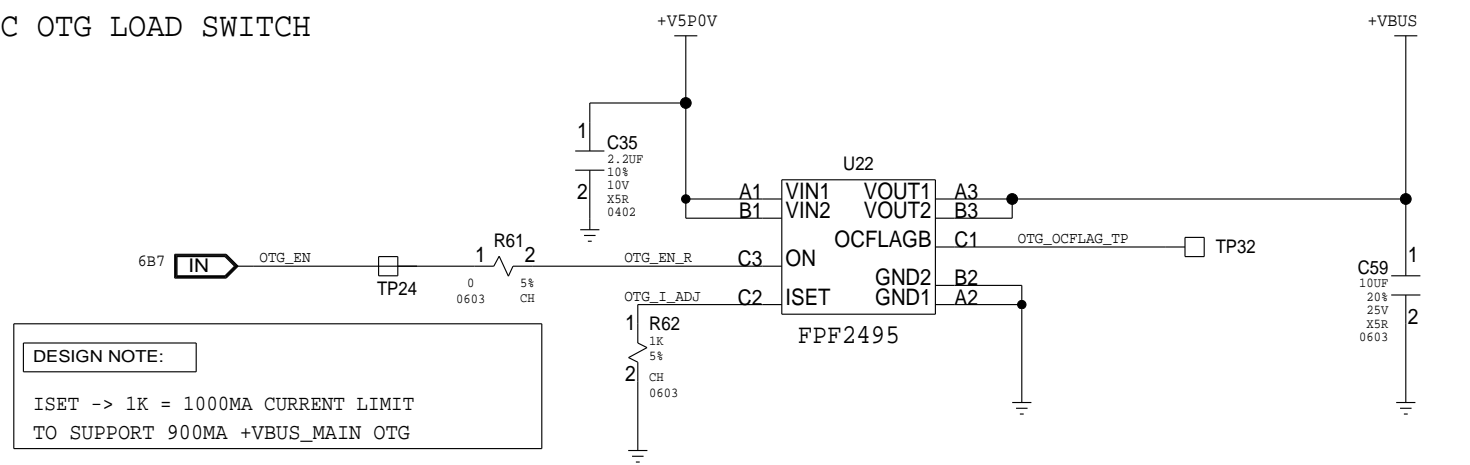 C OTG LOAD SWITCH
+V5P0V
+VBUS
1
C35
2.2UF
10%
10V
X5R
0402
2
U22
A1 VIN1 VOUT1 A3
B1 VIN2 VOUT2 B3
OCFLAGB C1 OTG_OCFLAG_TP TP32
6B7 IN OTG_EN
TP24
R61
1 2
0 5%
0603 CH
OTG_EN_R C3 ON
GND2 B2
OTG_I_ADJ C2 ISET GND1 A2
FPF2495
1 R62
1K
5%
2 CH
0603
1
C59
10UF
20%
25V
X5R
0603
2
DESIGN NOTE:
ISET -> 1K = 1000MA CURRENT LIMIT
TO SUPPORT 900MA +VBUS_MAIN OTG